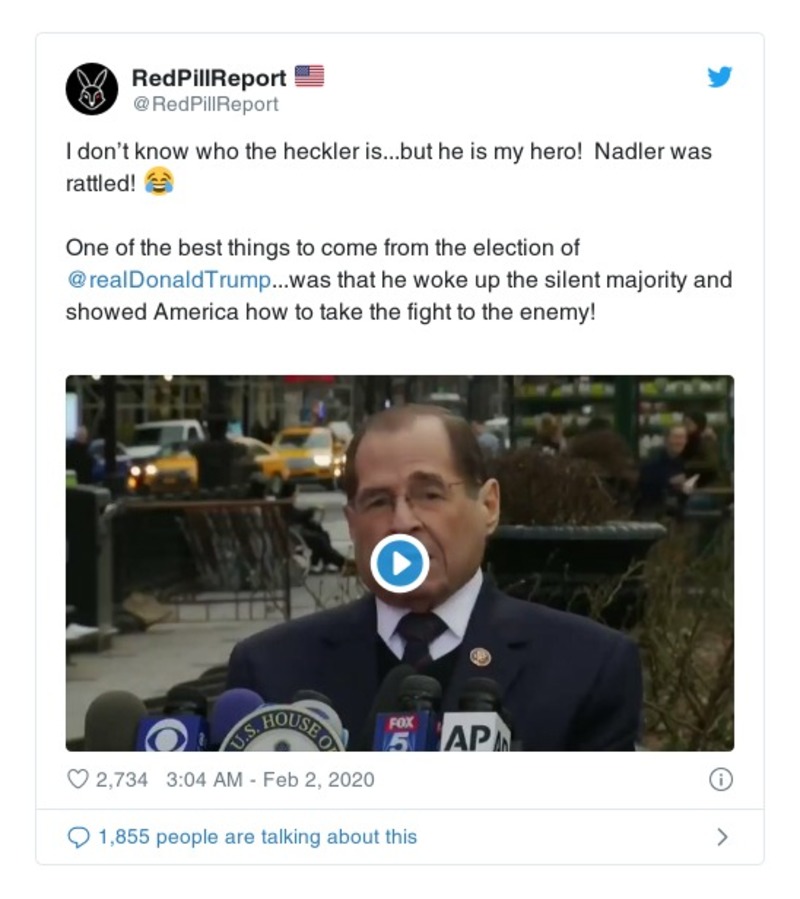 RedPillReport 🇺🇸
@RedPillReport
I don’t know who the heckler is...but he is my hero!  Nadler was
rattled! 😂
One of the best things to come from the election of
@realDonaldTrump...was that he woke up the silent majority and
showed America how to take the fight to the enemy!
U.S. HOUSE O
FOX
5
AP
AP
2,734 3:04 AM - Feb 2, 2020
1,855 people are talking about this